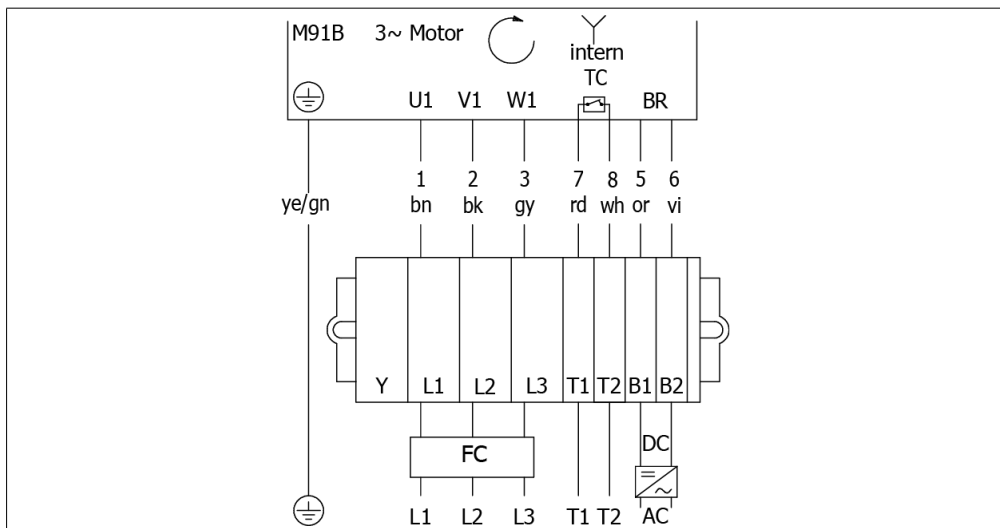 M91B 3~ Motor
intern
TC
U1 V1 W1 BR
1 2 3 7 8 5 6
ye/gn bn bk gy rd wh or vi
Y L1 L2 L3 T1 T2 B1 B2
FC DC
L1 L2 L3 T1 T2 AC